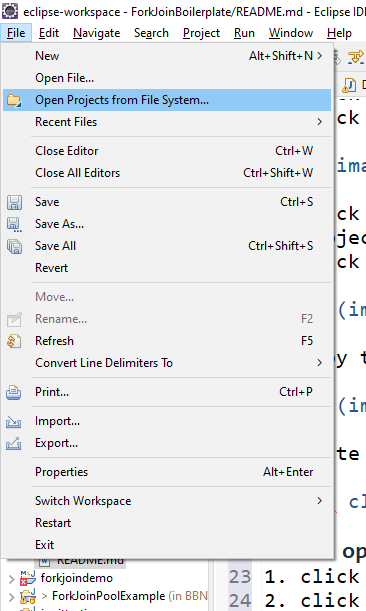 eclipse-workspace - ForkJoinBoilerplate/README.md - Eclipse IDE
File Edit Navigate Search Project Run Window
New Alt+Shift+N
Open File...
Open Projects from File System...
Recent Files
Close Editor Ctrl+W
Close All Editors Ctrl+Shift+W
Save Ctrl+S
Save As...
Save All Ctrl+Shift+S
Revert
Move...
Rename... F2
Refresh F5
Convert Line Delimiters To
Print... Ctrl+P
Import...
Export...
Properties Alt+Enter
Switch Workspace
Restart
Exit
README.md
forkjoindemo
> ForkJoinPoolExample (in BBN
ck
ima
ck
ojec
ck
(im
y t
(im
te
cl
op
23 1. click
24 2. click